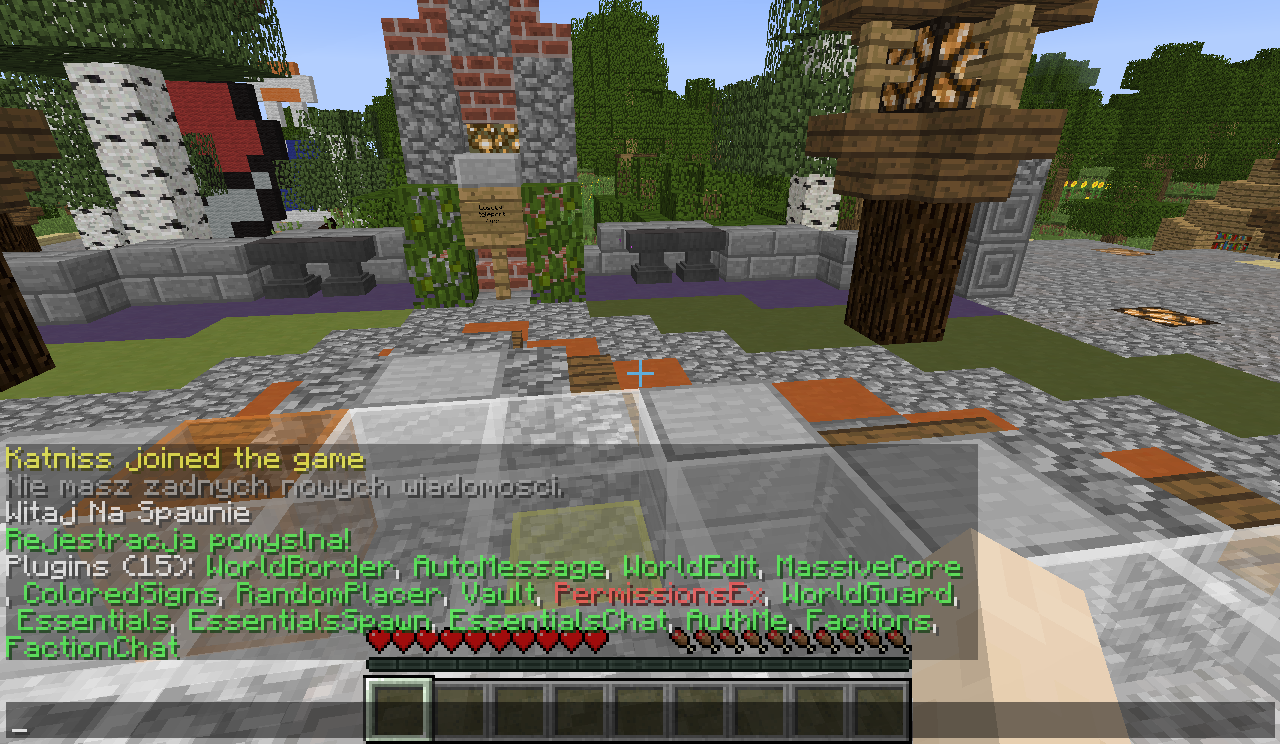 Katniss joined the game
Nie masz zadnych nowych wiadomosci.
Witaj Na Spawnie
Rejestracja pomyslna!
Plugins (15): WorldBorder, AutoMessage, WorldEdit, MassiveCore
, ColoredSigns, RandomPlacer, Vault, PermissionsEx, WorldGuard,
Essentials, EssentialsSpawn, EssentialsChat, AuthMe, Factions,
FactionChat
_